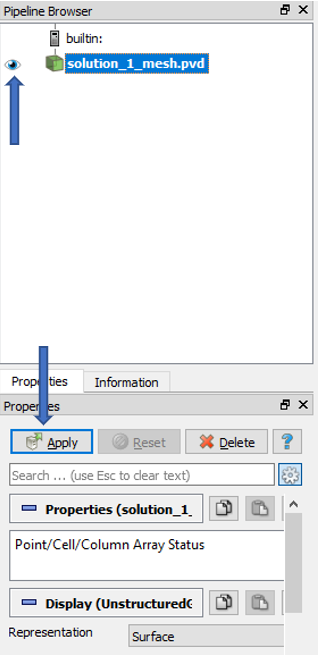 Pipeline Browser
builtin:
solution_1_mesh.pvd
Properties Information
Properties
Apply Reset Delete ?
Search ... (use Esc to clear text)
Properties (solution_1_
Point/Cell/Column Array Status
Display (UnstructuredG
Representation Surface